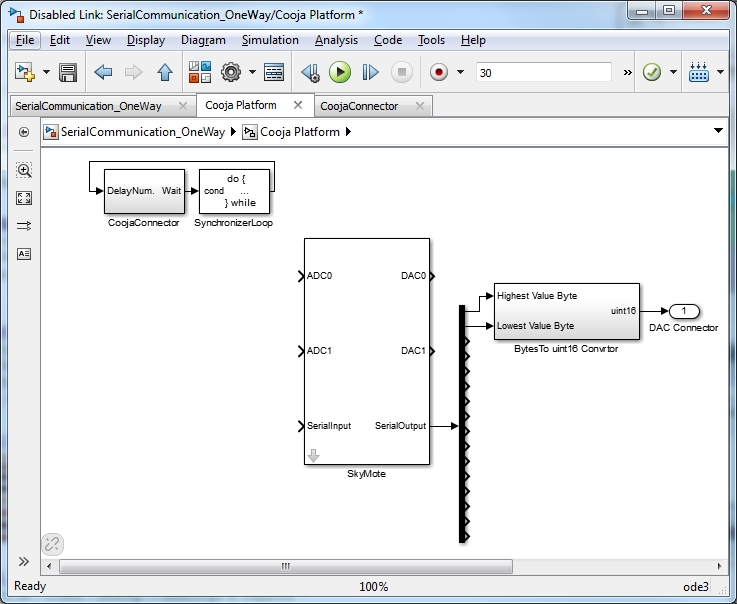 Disabled Link: SerialCommunication_OneWay/Cooja Platform *
File Edit View Display Diagram Simulation Analysis Code Tools Help
30 »
SerialCommunication_OneWay Cooja Platform CoojaConnector
SerialCommunication_OneWay Cooja Platform
DelayNum. Wait
do {
cond ...
} while
CoojaConnector SynchronizerLoop
ADC0 DAC0
Highest Value Byte
uint16 1
Lowest Value Byte
DAC Connector
BytesTo uint16 Convrtor
ADC1 DAC1
SerialInput SerialOutput
SkyMote
»
Ready 100% ode3